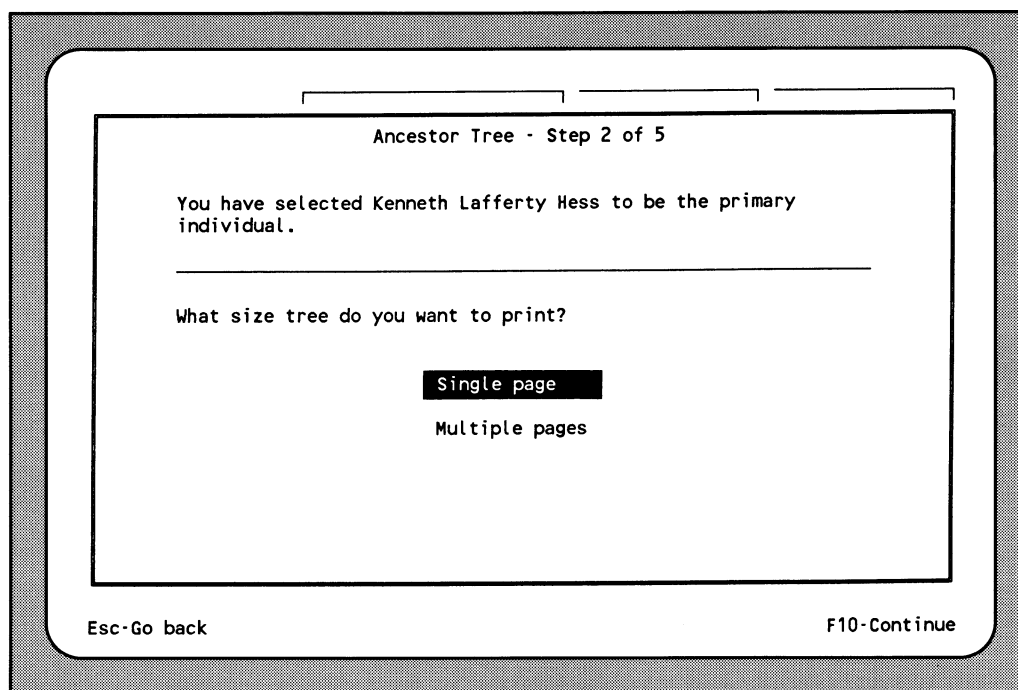 Ancestor Tree - Step 2 of 5
You have selected Kenneth Lafferty Hess to be the primary
individual.
What size tree do you want to print?
Single page
Multiple pages
Esc-Go back
F10-Continue